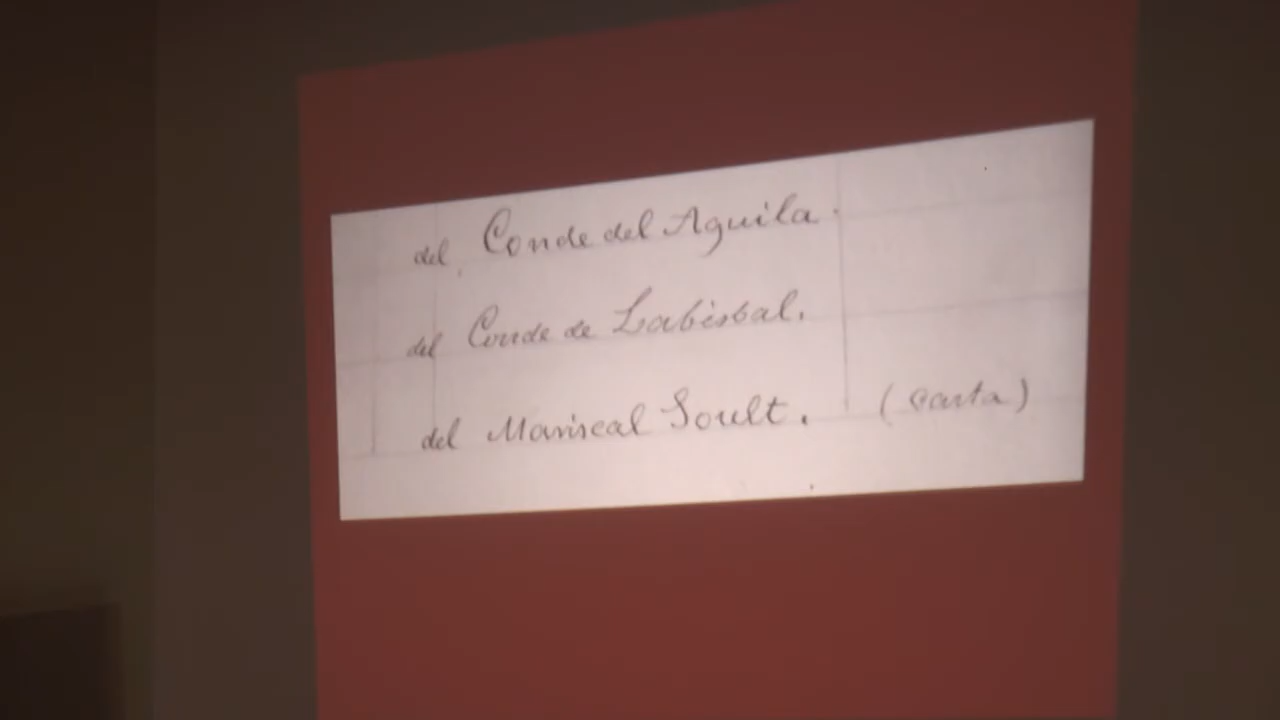 del Conde del Aguila.
del Conde de Labisbal.
del Mariscal Soult. (Carta)